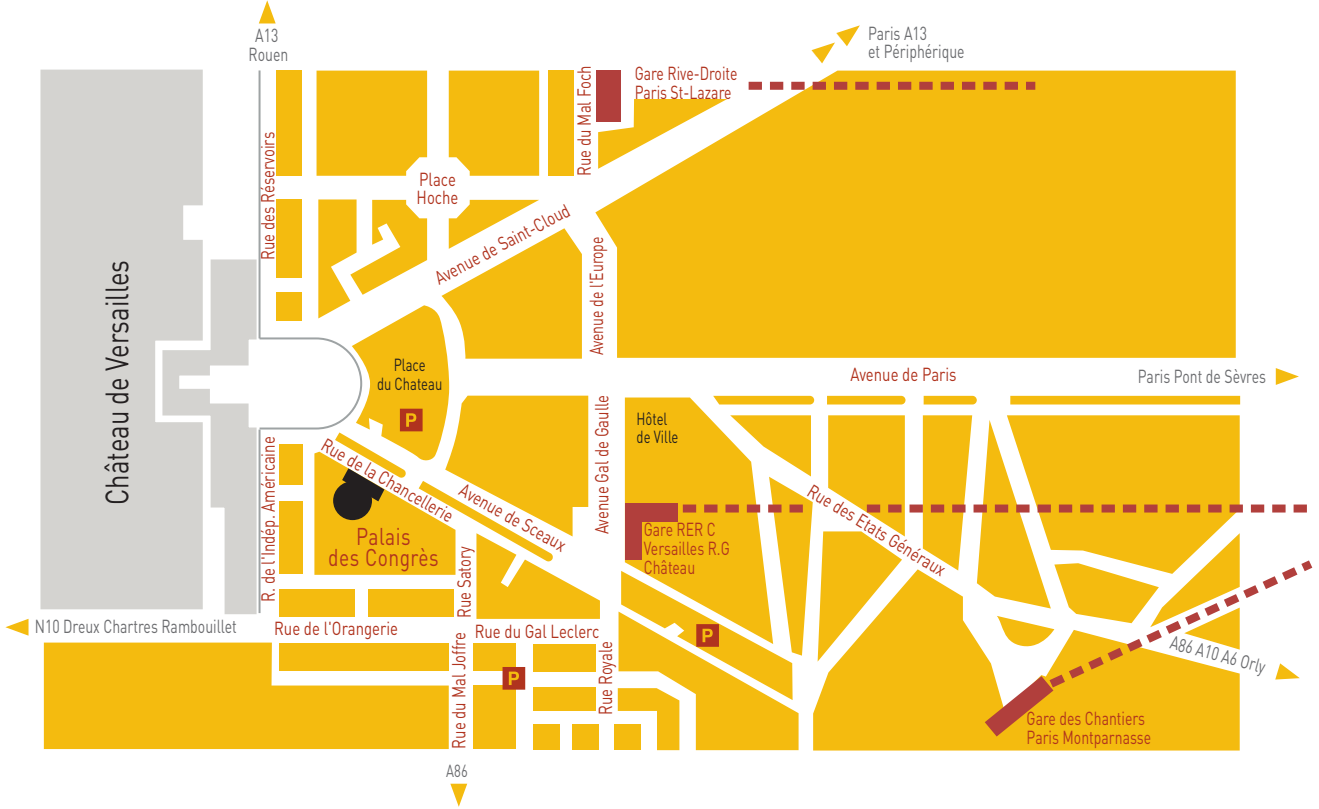 A13
Rouen
Paris A13
et Périphérique
Gare Rive-Droite
Paris St-Lazare
Rue du Mal Foch
Rue des Réservoirs
Place
Hoche
Avenue de Saint-Cloud
Avenue de l'Europe
Château de Versailles
Place
du Chateau
P
Avenue de Paris
Paris Pont de Sèvres
Hôtel
de Ville
Avenue Gal de Gaulle
R. de l'Indép. Américaine
Rue de la Chancellerie
Avenue de Sceaux
Rue des Etats Généraux
Palais
des Congrès
Gare RER C
Versailles R.G
Château
Rue Satory
N10 Dreux Chartres Rambouillet
Rue de l'Orangerie
Rue du Gal Leclerc
P
A86 A10 A6 Orly
Rue du Mal Joffre
P
Rue Royale
Gare des Chantiers
Paris Montparnasse
A86